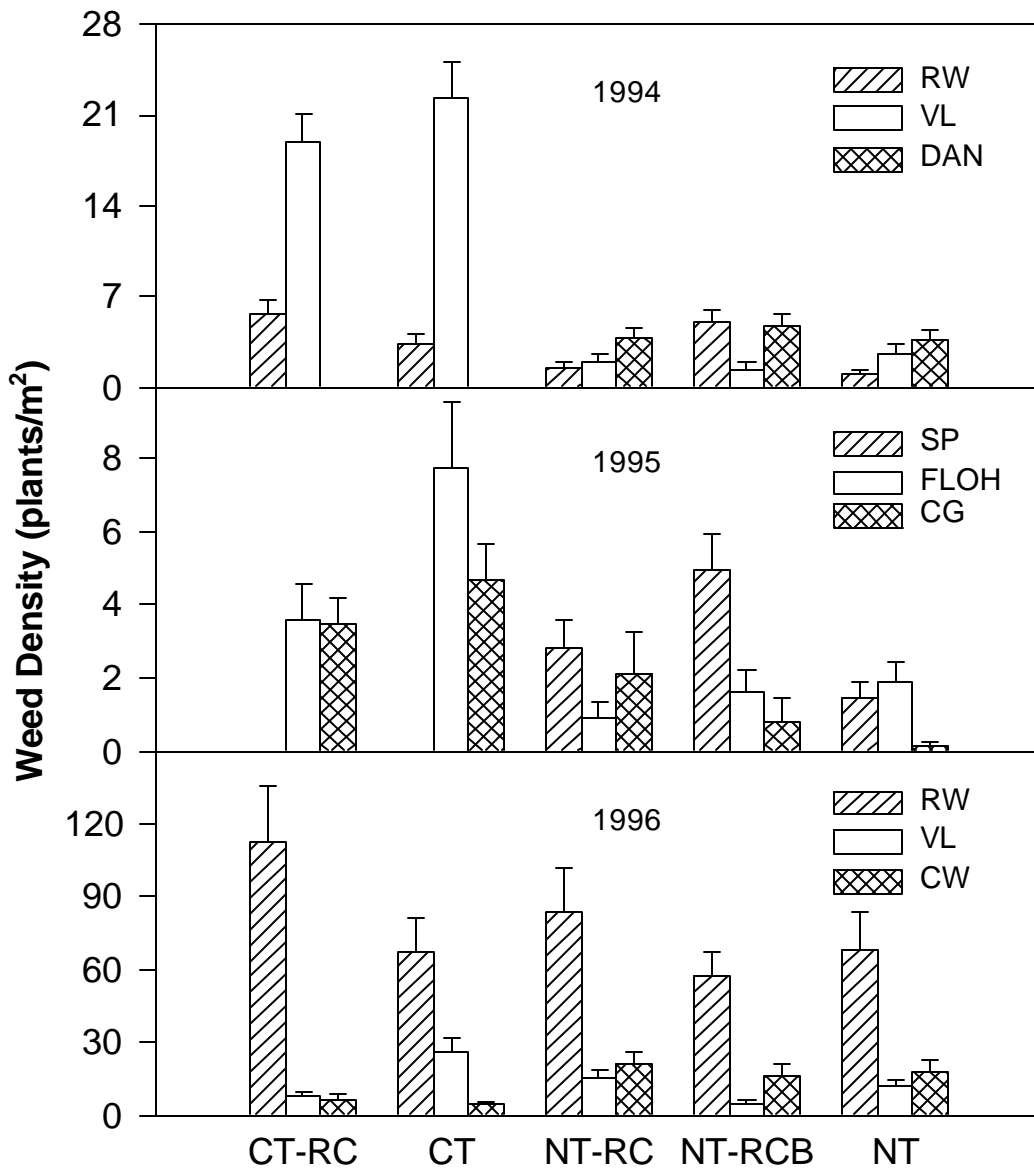 Weed Density (plants/m²)
28
21
14
7
0
1994
RW
VL
DAN
8
6
4
2
0
1995
SP
FLOH
CG
120
90
60
30
0
1996
RW
VL
CW
CT-RC CT NT-RC NT-RCB NT